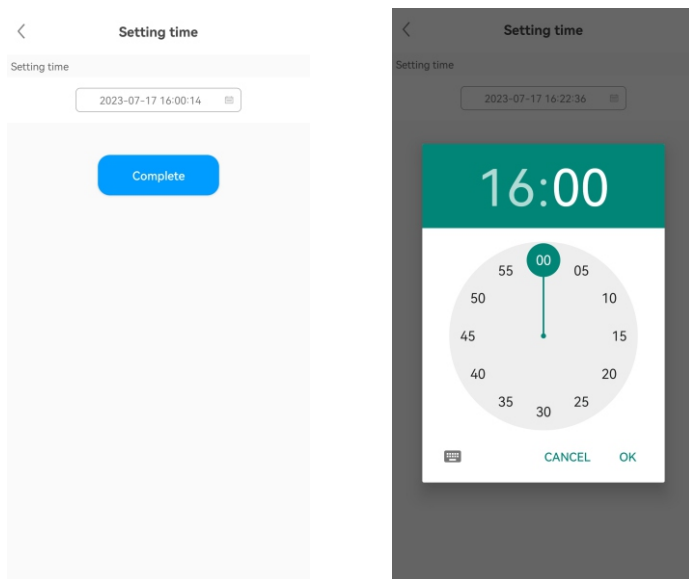 Setting time
Setting time
2023-07-17 16:00:14
Complete
Setting time
Setting time
2023-07-17 16:22:36
16:00
00
55 05
50 10
45 15
40 20
35 25
30
CANCEL OK